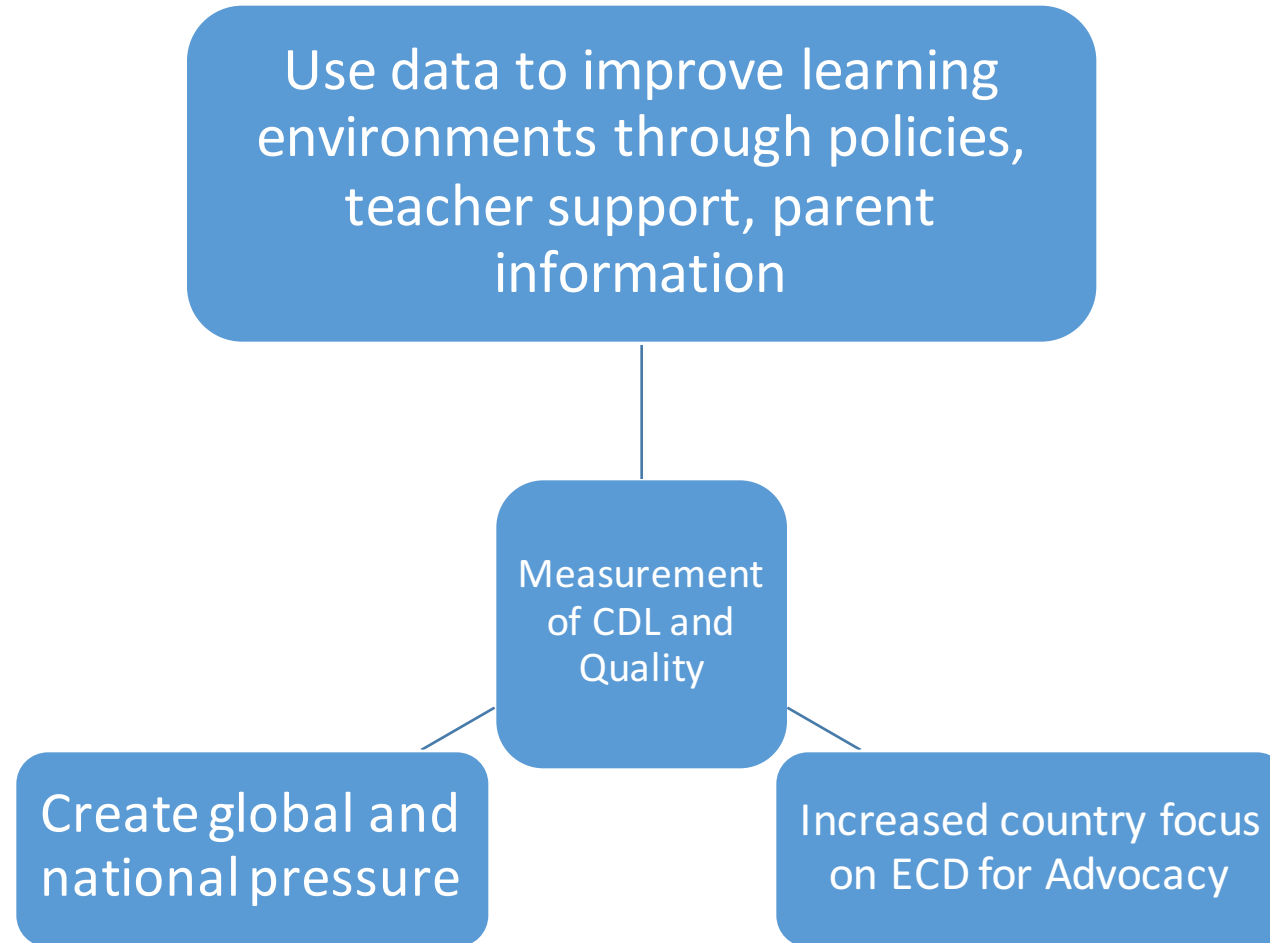 Use data to improve learning
environments through policies,
teacher support, parent
information
Measurement
of CDL and
Quality
Create global and
national pressure
Increased country focus
on ECD for Advocacy